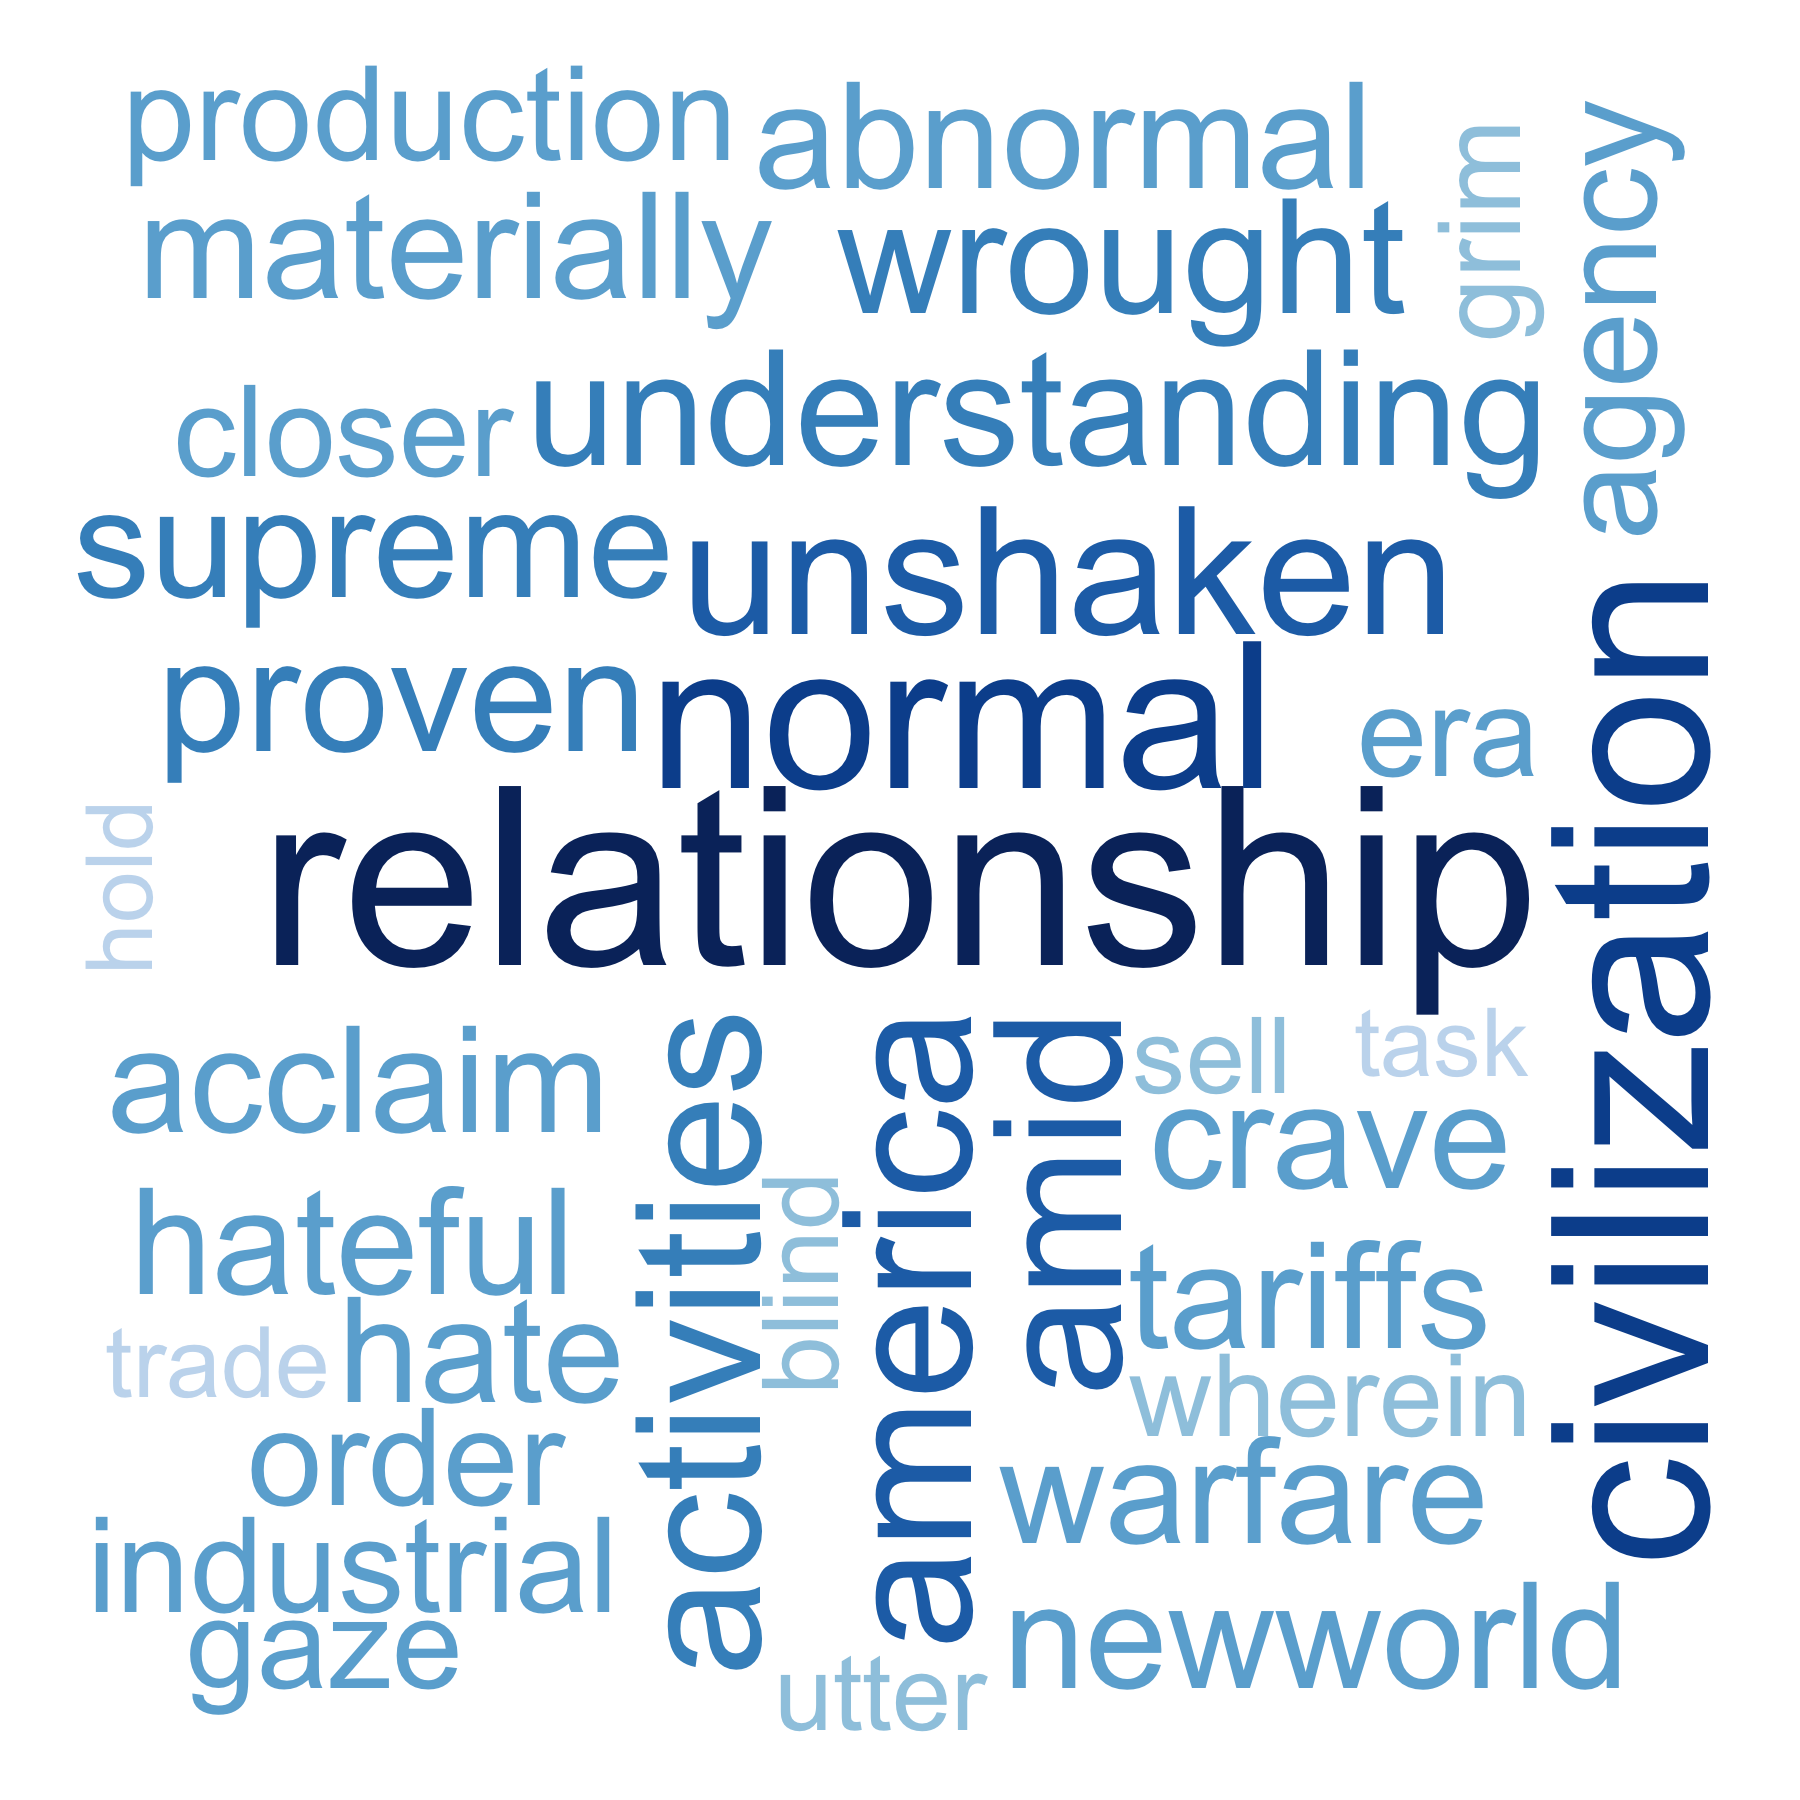 production
abnormal
grim
agency
materially
wrought
closer
understanding
supreme
unshaken
proven
normal
era
civilization
hold
relationship
acclaim
activities
america
amid
sell
task
crave
hateful
blind
tariffs
trade
hate
wherein
order
warfare
industrial
newworld
gaze
utter